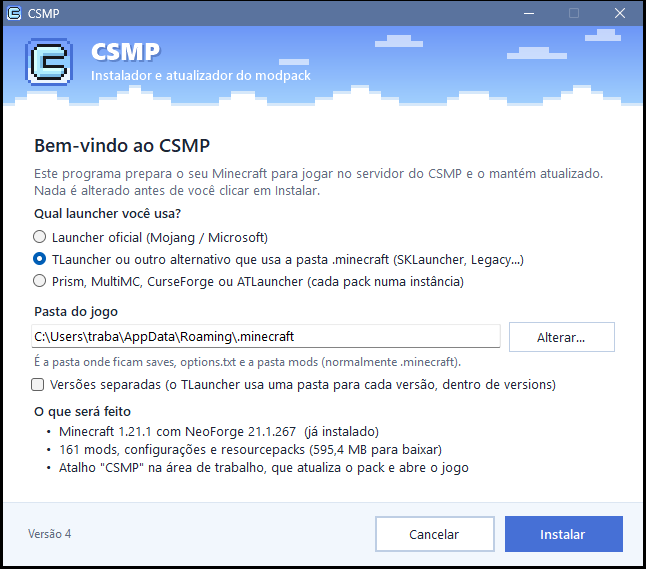 CSMP
CSMP
Instalador e atualizador do modpack
Bem-vindo ao CSMP
Este programa prepara o seu Minecraft para jogar no servidor do CSMP e o mantém atualizado.
Nada é alterado antes de você clicar em Instalar.
Qual launcher você usa?
Launcher oficial (Mojang / Microsoft)
TLauncher ou outro alternativo que usa a pasta .minecraft (SKLauncher, Legacy...)
Prism, MultiMC, CurseForge ou ATLauncher (cada pack numa instância)
Pasta do jogo
C:\Users\traba\AppData\Roaming\.minecraft
Alterar...
É a pasta onde ficam saves, options.txt e a pasta mods (normalmente .minecraft).
Versões separadas (o TLauncher usa uma pasta para cada versão, dentro de versions)
O que será feito
• Minecraft 1.21.1 com NeoForge 21.1.267 (já instalado)
• 161 mods, configurações e resourcepacks (595,4 MB para baixar)
• Atalho "CSMP" na área de trabalho, que atualiza o pack e abre o jogo
Versão 4
Cancelar
Instalar